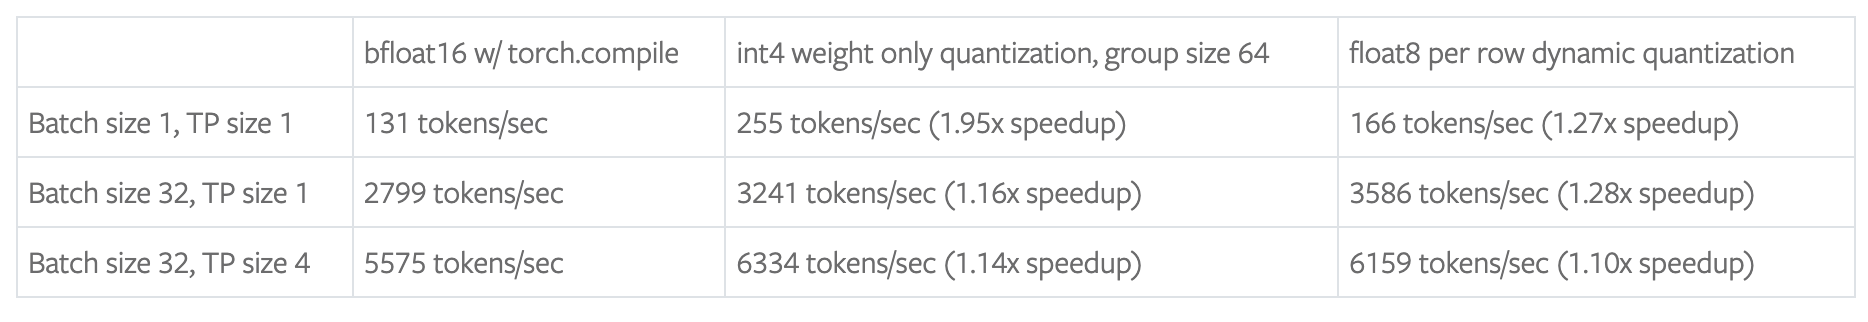 bfloat16 w/ torch.compile int4 weight only quantization, group size 64 float8 per row dynamic quantization
Batch size 1, TP size 1 131 tokens/sec 255 tokens/sec (1.95x speedup) 166 tokens/sec (1.27x speedup)
Batch size 32, TP size 1 2799 tokens/sec 3241 tokens/sec (1.16x speedup) 3586 tokens/sec (1.28x speedup)
Batch size 32, TP size 4 5575 tokens/sec 6334 tokens/sec (1.14x speedup) 6159 tokens/sec (1.10x speedup)